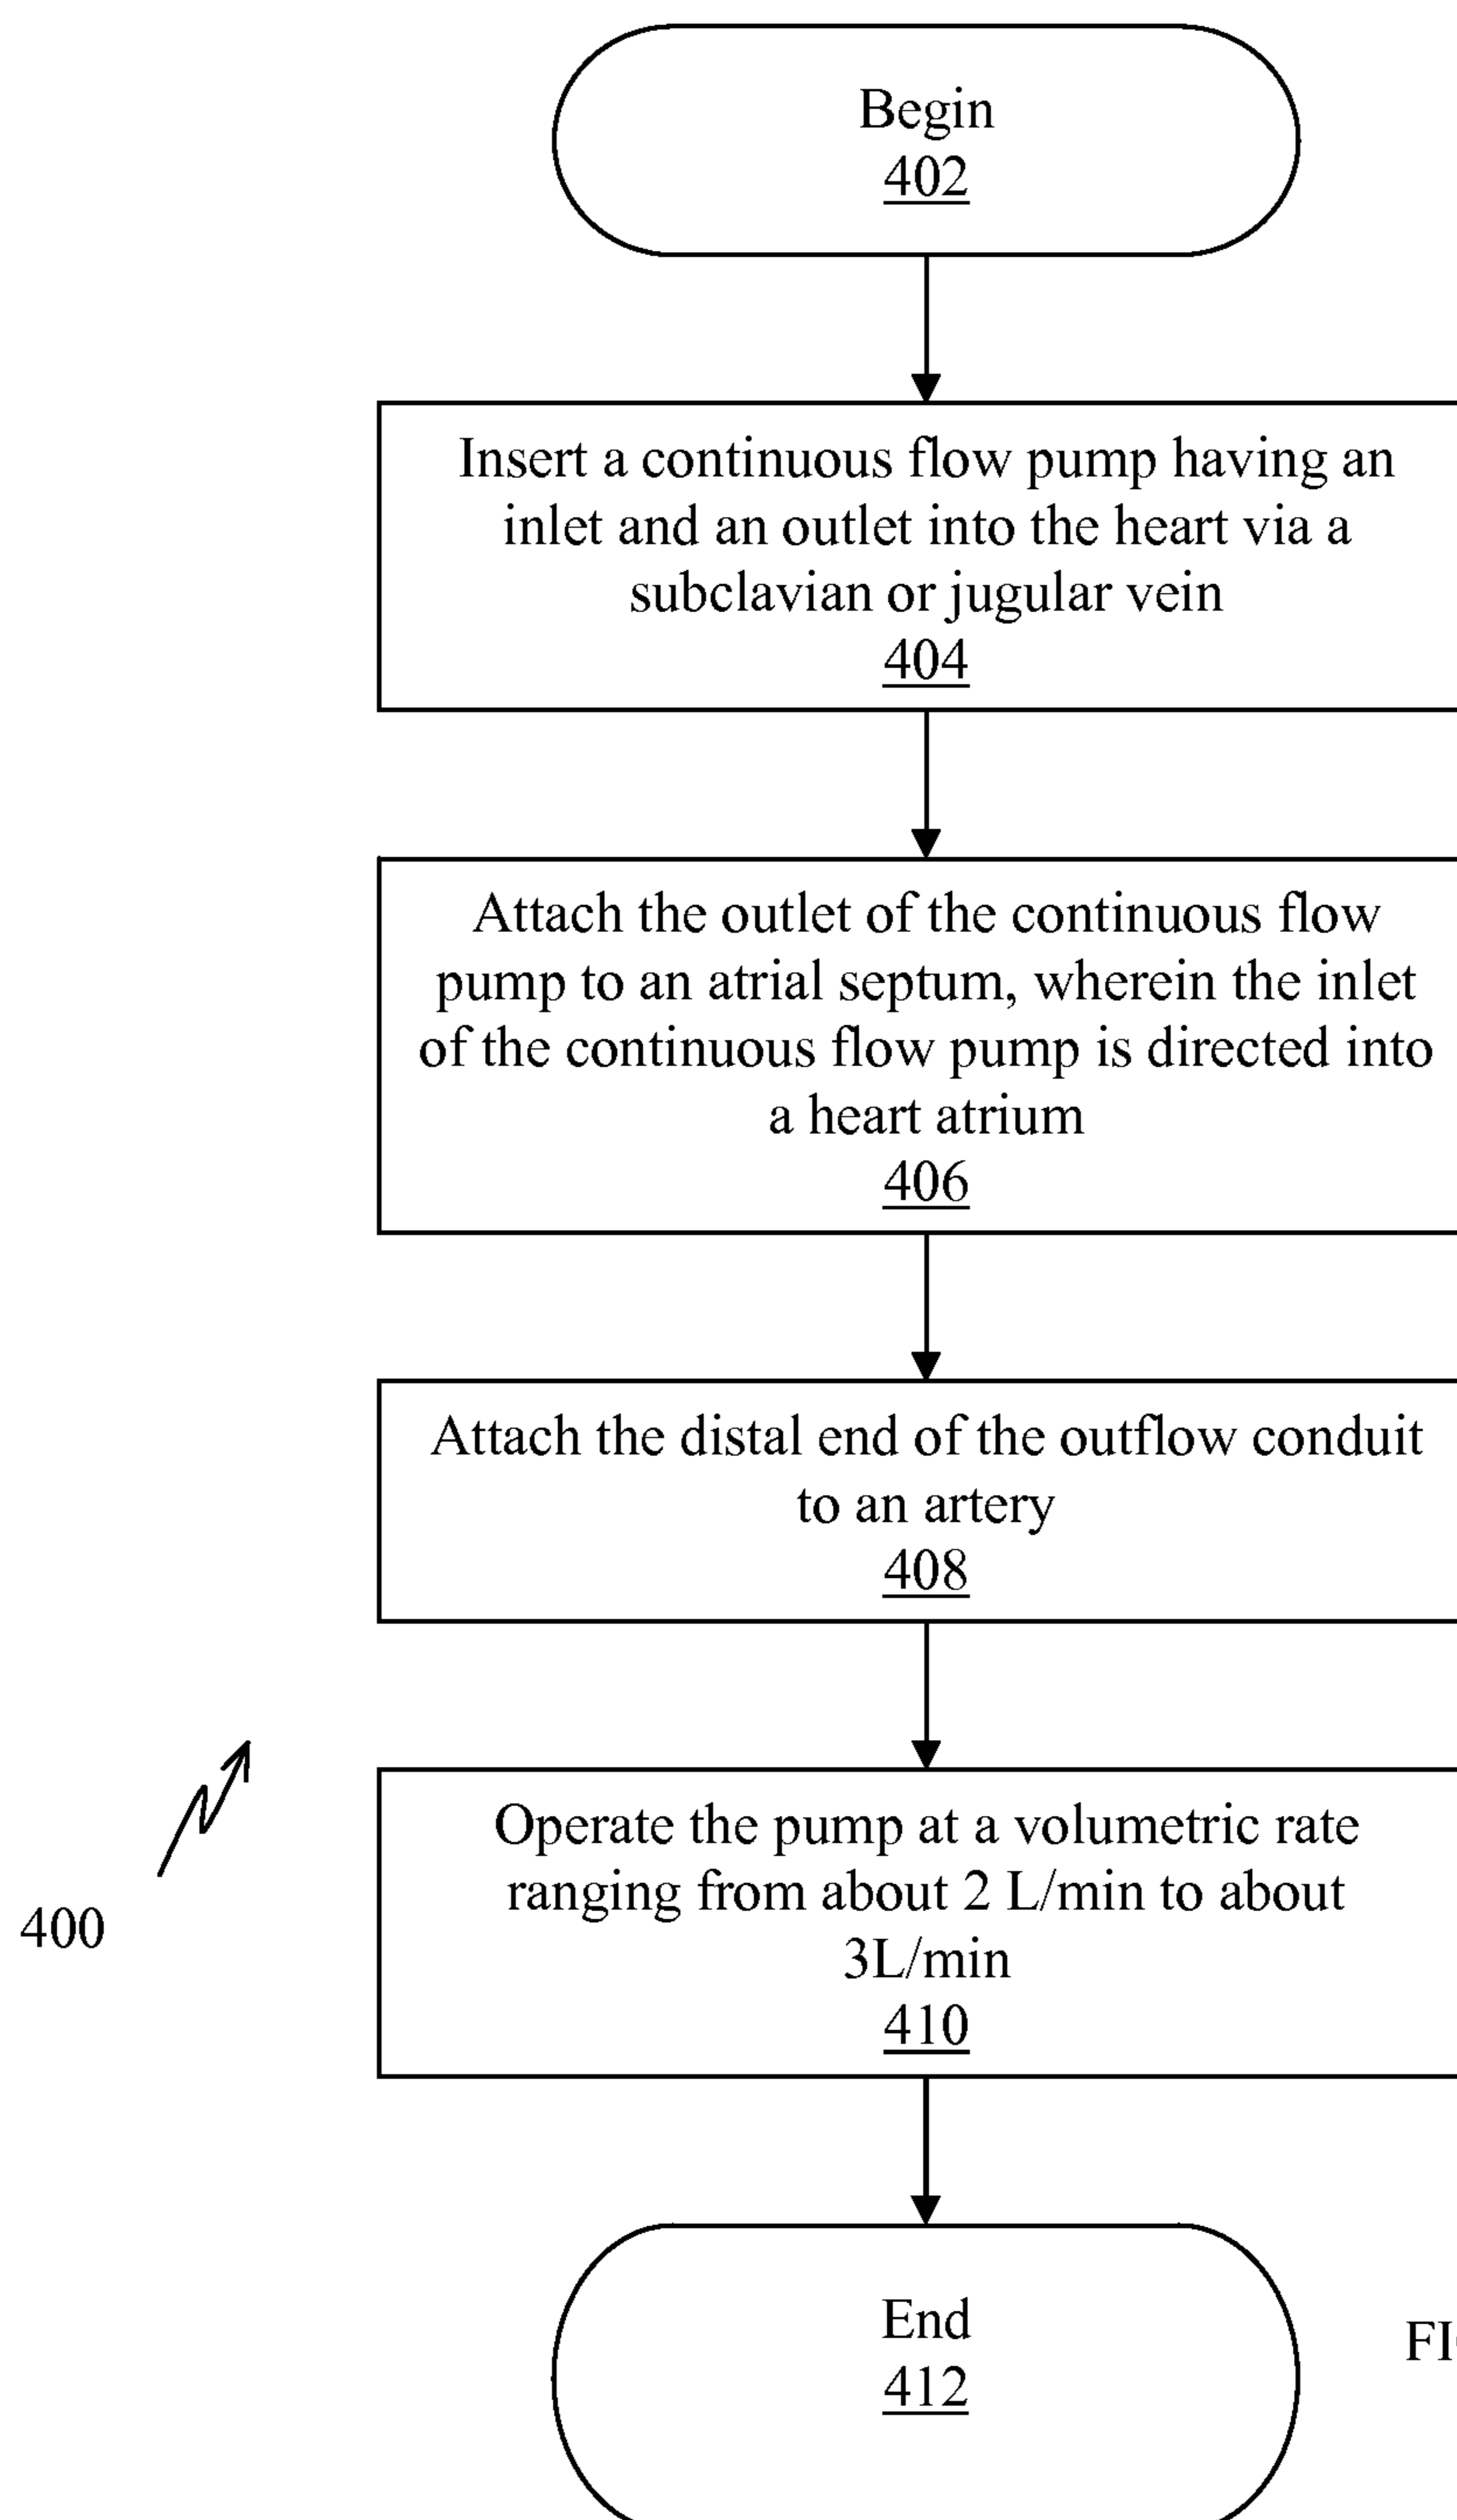 Begin
402
Insert a continuous flow pump having an
inlet and an outlet into the heart via a
subclavian or jugular vein
404
Attach the outlet of the continuous flow
pump to an atrial septum, wherein the inlet
of the continuous flow pump is directed into
a heart atrium
406
Attach the distal end of the outflow conduit
to an artery
408
Operate the pump at a volumetric rate
ranging from about 2 L/min to about
3L/min
410
400
End
412